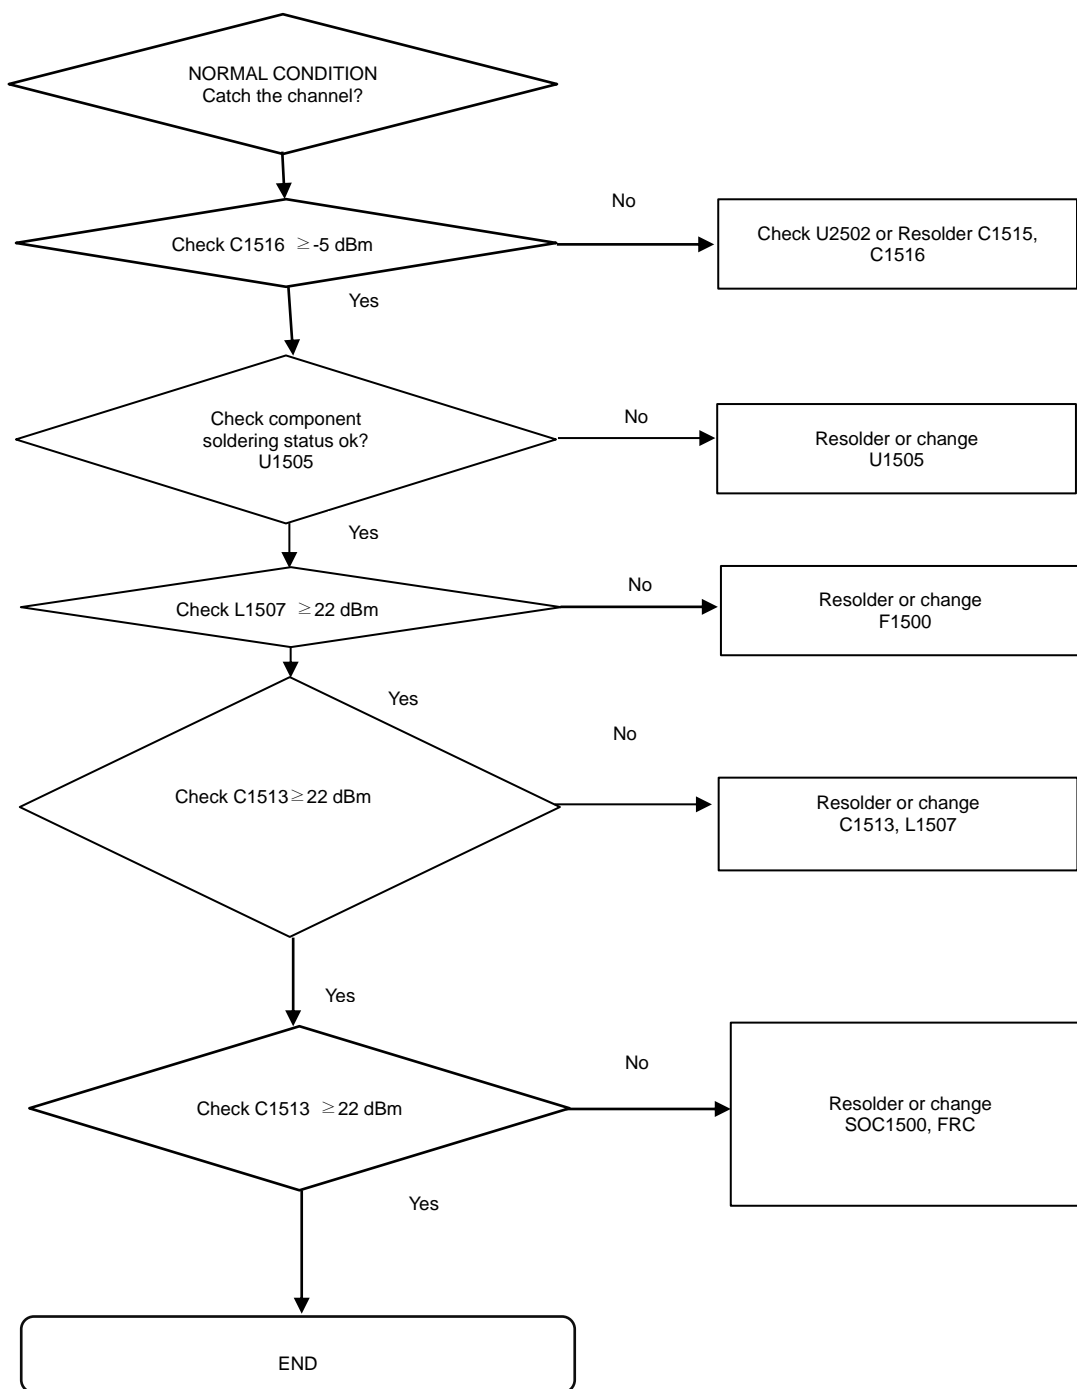 NORMAL CONDITION
Catch the channel?
No
Check C1516 ≥-5 dBm
Check U2502 or Resolder C1515,
C1516
Yes
Check component
soldering status ok?
U1505
No
Resolder or change
U1505
Yes
No
Check L1507 ≥22 dBm
Resolder or change
F1500
Yes
No
Check C1513≥22 dBm
Resolder or change
C1513, L1507
Yes
No
Check C1513 ≥22 dBm
Resolder or change
SOC1500, FRC
Yes
END